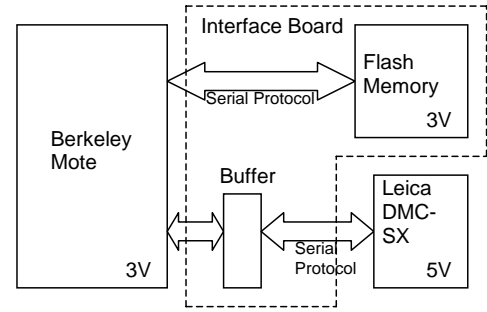 Interface Board
Flash
Memory
3V
Serial Protocol
Berkeley
Mote
3V
Buffer
Serial
Protocol
Leica
DMC-
SX
5V